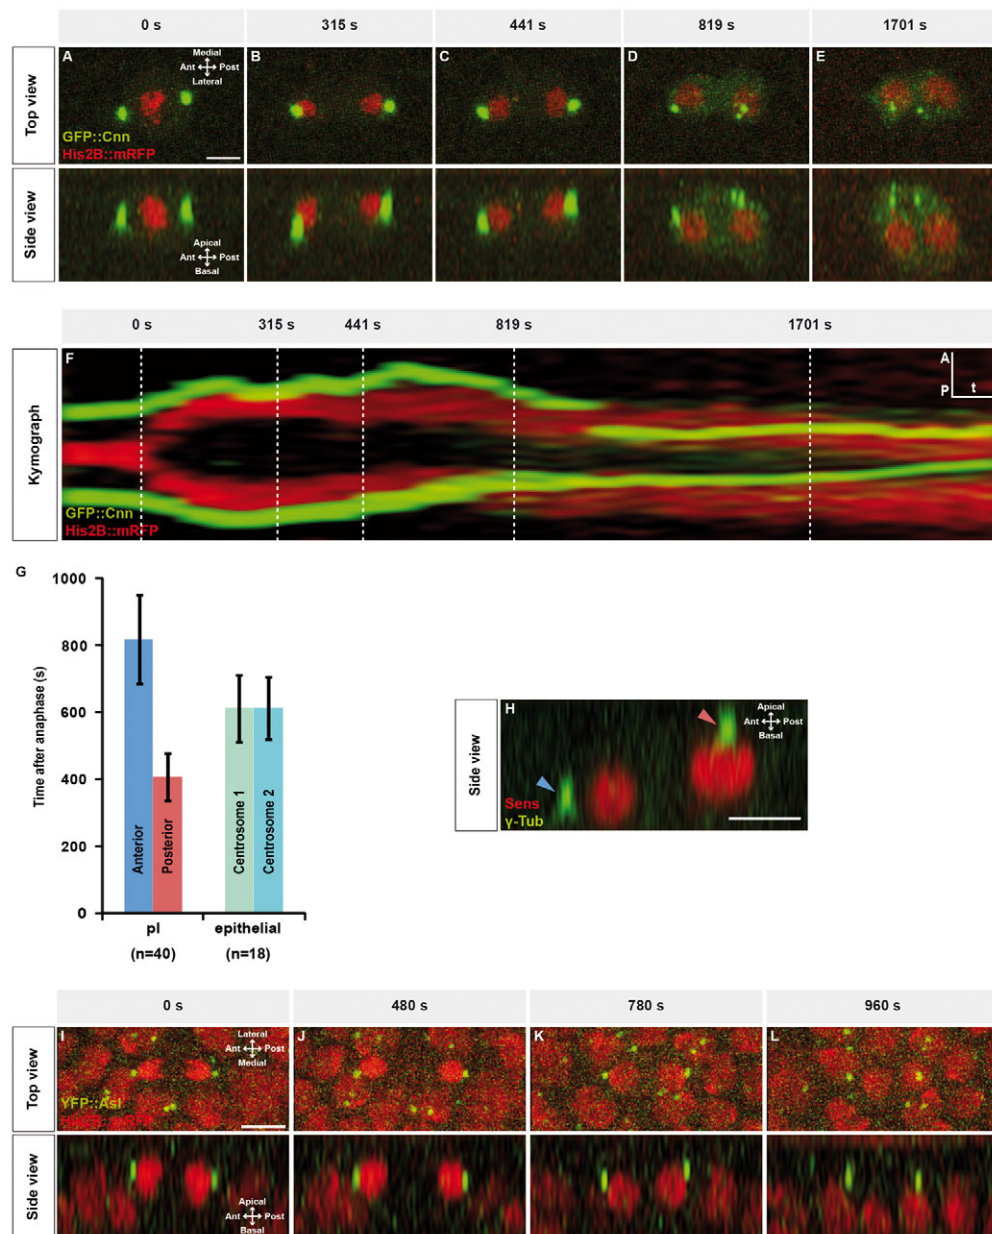 0 s 315 s 441 s 819 s 1701 s
Top view
A Medial B C D E
Ant Post
Lateral
GFP::Cnn
His2B::mRFP
Side view
Apical
Ant Post
Basal
0 s 315 s 441 s 819 s 1701 s
Kymograph
F A
P t
GFP::Cnn
His2B::mRFP
G
Time after anaphase (s)
1000
800
600
400
200
0
Anterior
Posterior
Centrosome 1
Centrosome 2
pI epithelial
(n=40) (n=18)
Side view
H Apical
Ant Post
Basal
Sens
γ-Tub
0 s 480 s 780 s 960 s
Top view
I Lateral J K L
Ant Post
Medial
YFP::Asl
Side view
Apical
Ant Post
Basal